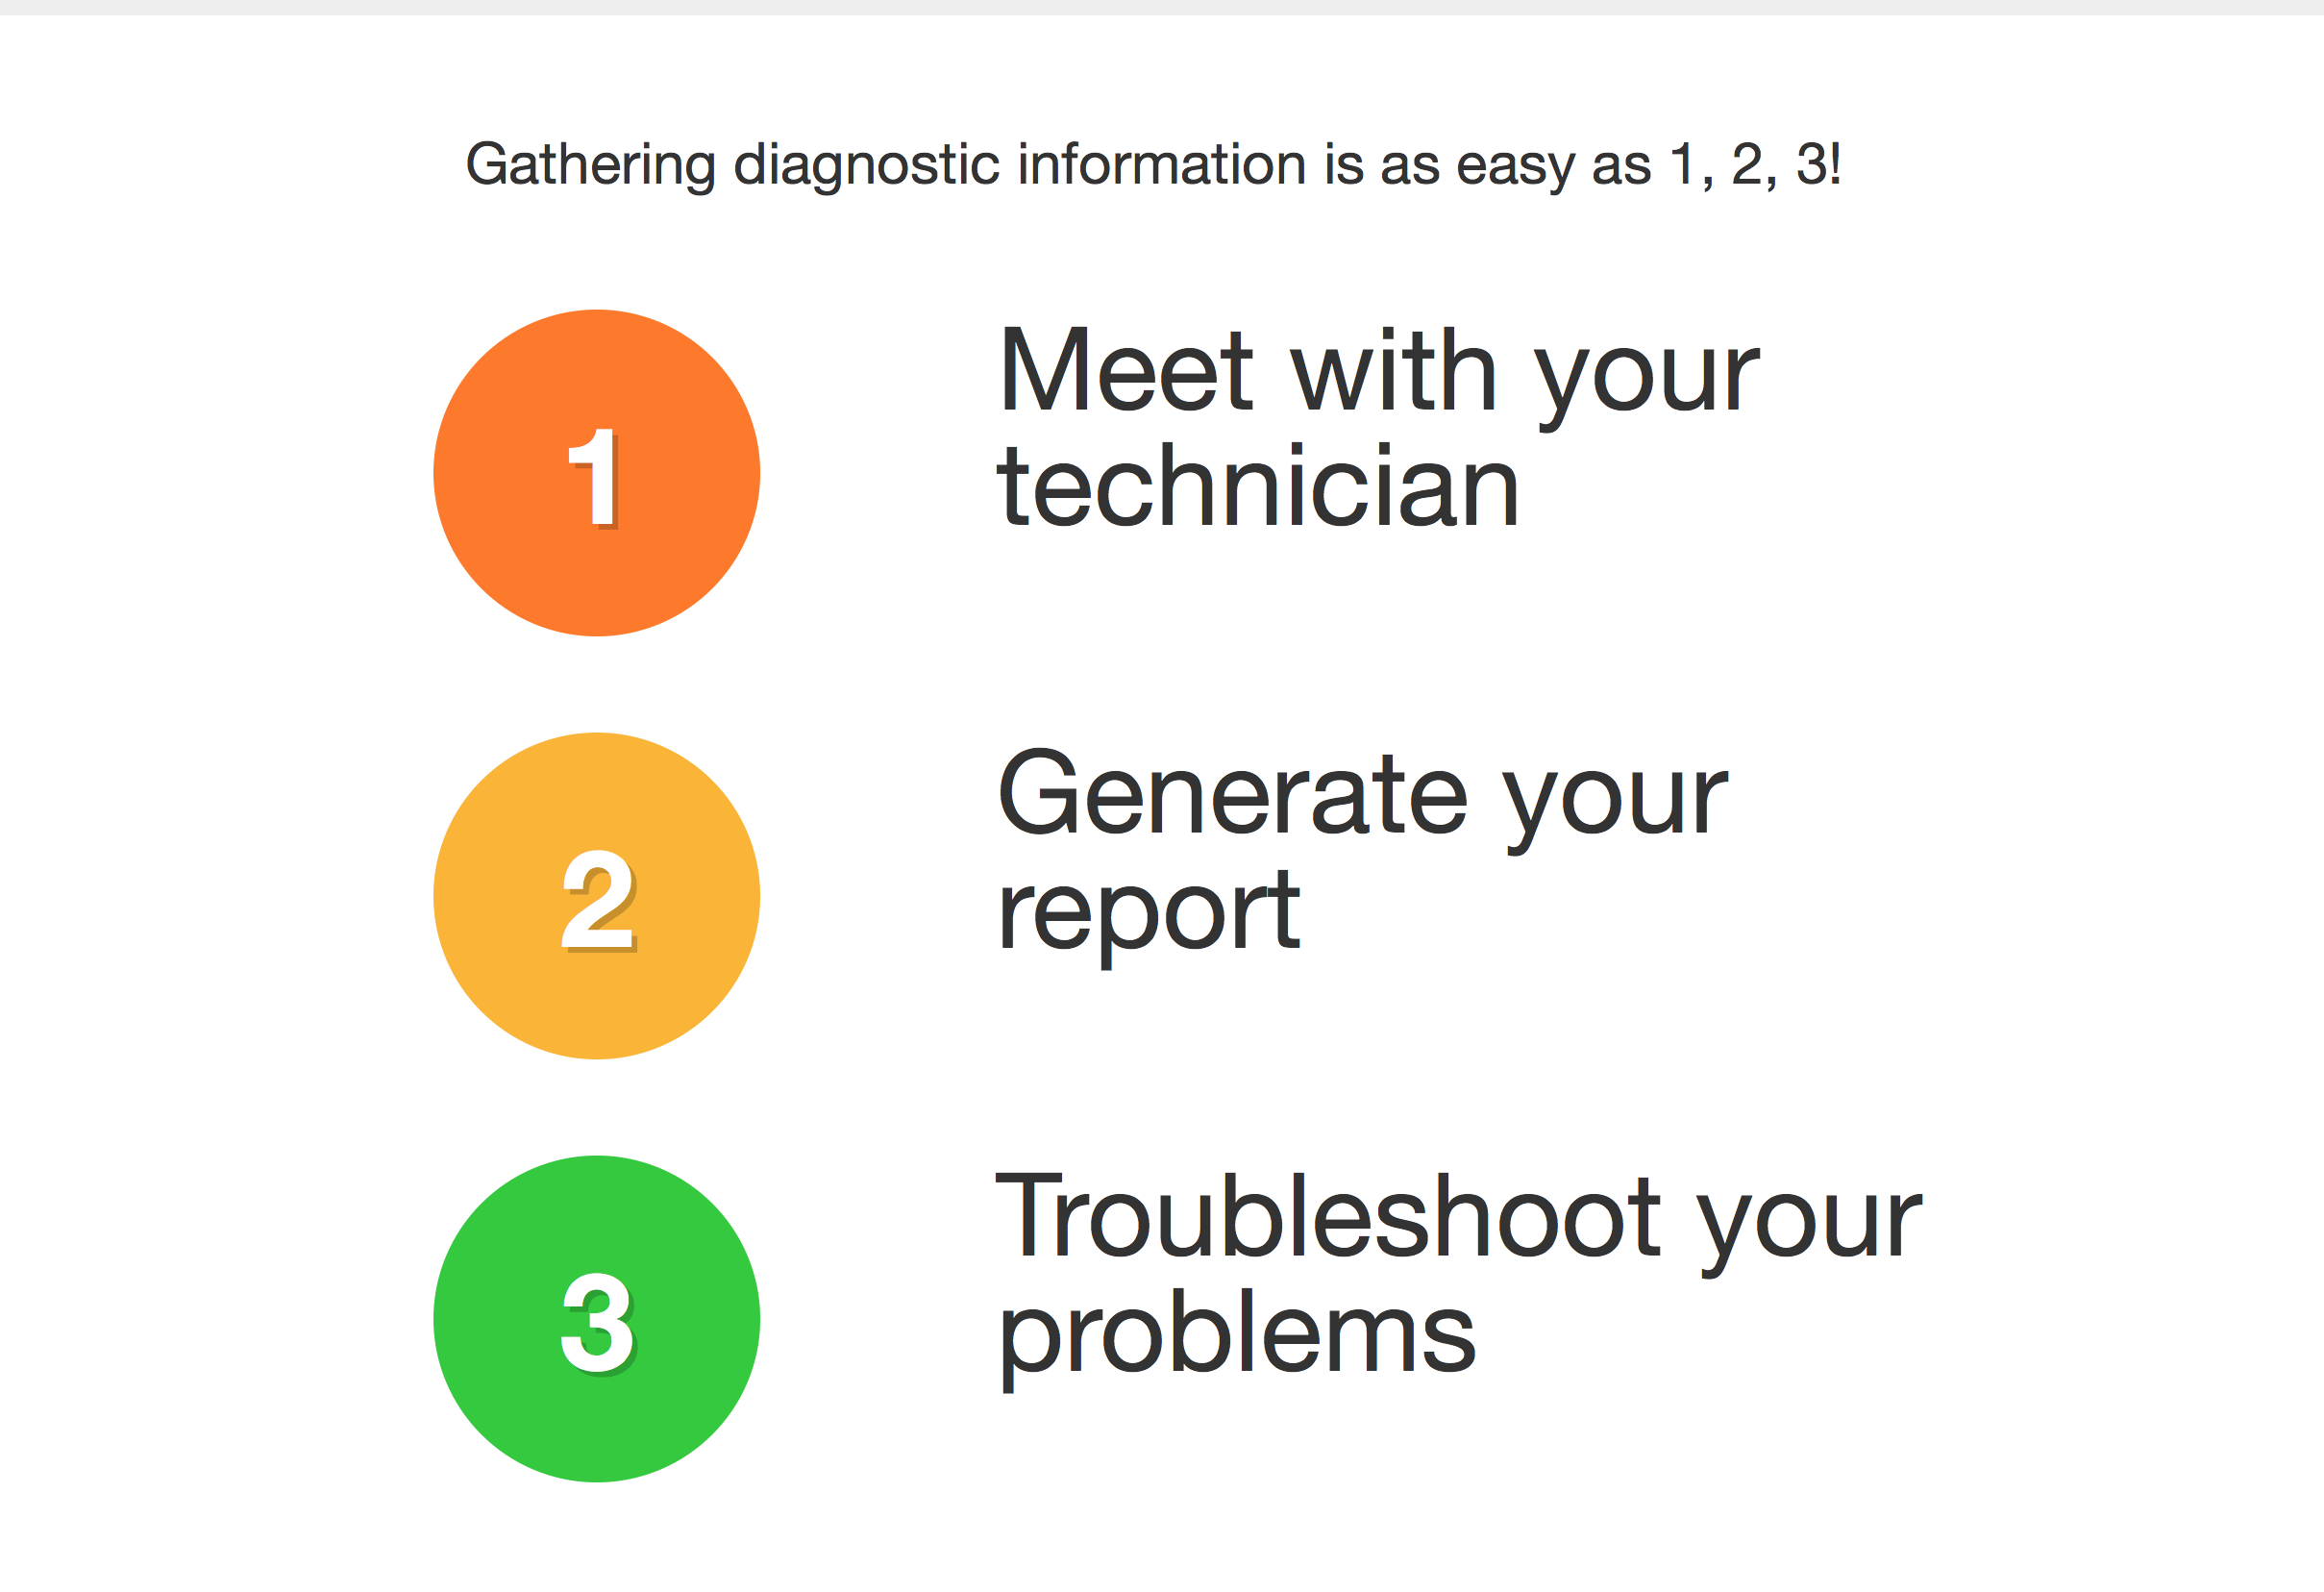 Gathering diagnostic information is as easy as 1, 2, 3!
1
Meet with your
technician
2
Generate your
report
3
Troubleshoot your
problems